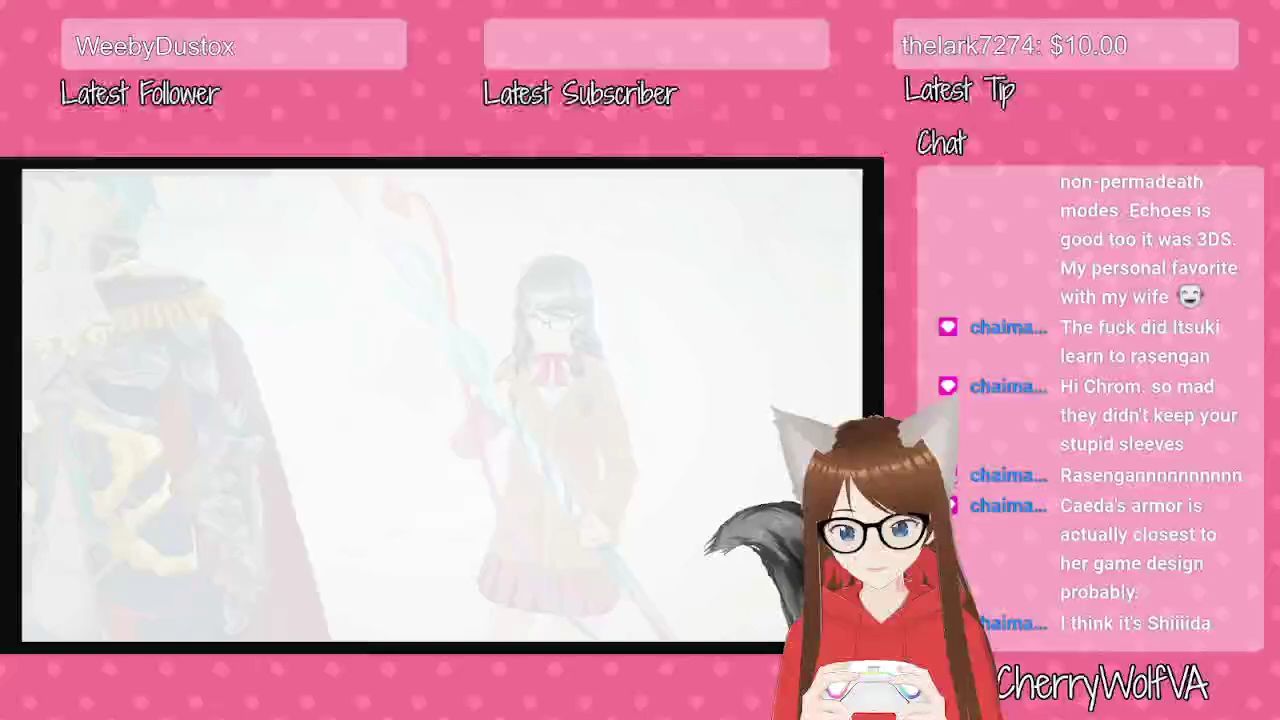 WeebyDustox
Latest Follower
Latest Subscriber
thelark7274: $10.00
Latest Tip
Chat
non-permadeath
modes. Echoes is
good too it was 3DS.
My personal favorite
with my wife
chaima... The fuck did Itsuki
learn to rasengan
chaima... Hi Chrom. so mad
they didn't keep your
stupid sleeves
chaima... Rasengannnnnnnnn
chaima... Caeda's armor is
actually closest to
her game design
probably.
haima... I think it's Shiiiida
CherryWolfVA